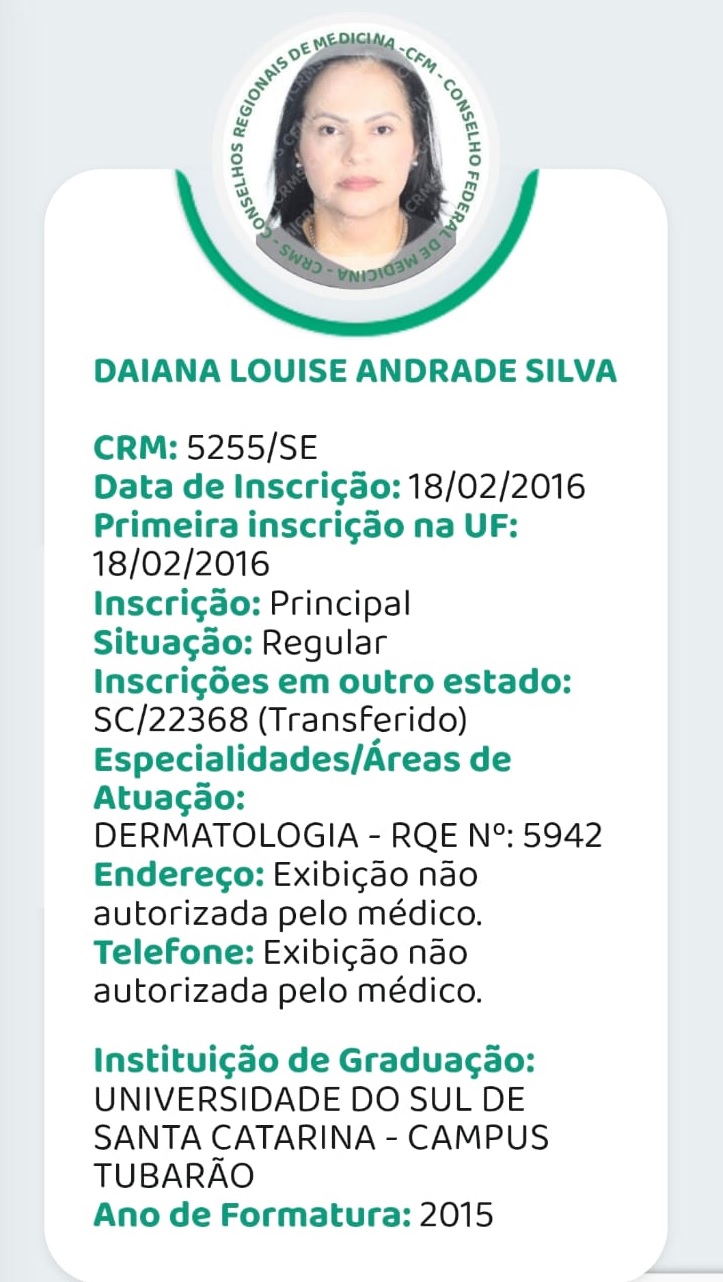 CONSELHOS REGIONAIS DE MEDICINA - CFM - CONSELHO FEDERAL DE MEDICINA - CRMS -
DAIANA LOUISE ANDRADE SILVA
CRM: 5255/SE
Data de Inscrição: 18/02/2016
Primeira inscrição na UF:
18/02/2016
Inscrição: Principal
Situação: Regular
Inscrições em outro estado:
SC/22368 (Transferido)
Especialidades/Áreas de
Atuação:
DERMATOLOGIA - RQE Nº: 5942
Endereço: Exibição não
autorizada pelo médico.
Telefone: Exibição não
autorizada pelo médico.
Instituição de Graduação:
UNIVERSIDADE DO SUL DE
SANTA CATARINA - CAMPUS
TUBARÃO
Ano de Formatura: 2015